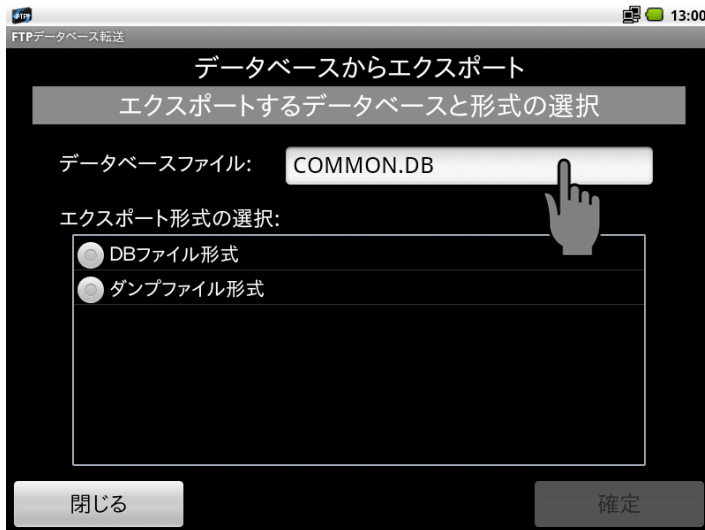 FTP
13:00
FTPデータベース転送
データベースからエクスポート
エクスポートするデータベースと形式の選択
データベースファイル: COMMON.DB
エクスポート形式の選択:
DBファイル形式
ダンプファイル形式
閉じる 確定